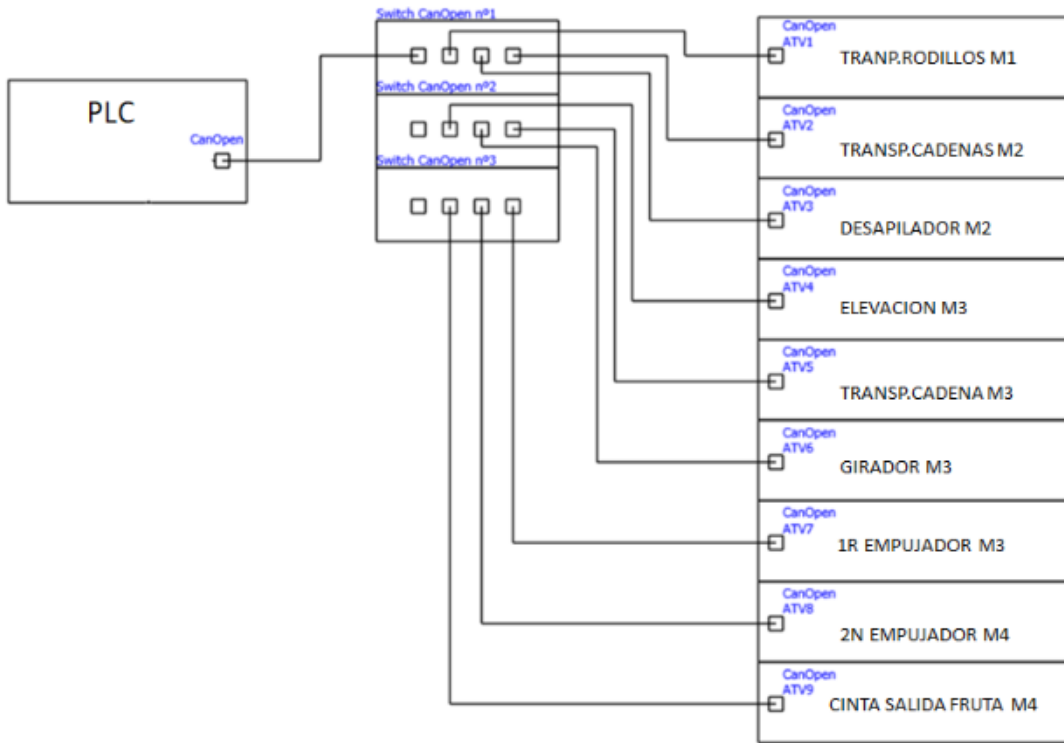 Switch CanOpen nº1
PLC
CanOpen
Switch CanOpen nº2
Switch CanOpen nº3
CanOpen
ATV1
TRANP.RODILLOS M1
CanOpen
ATV2
TRANSP.CADENAS M2
CanOpen
ATV3
DESAPILADOR M2
CanOpen
ATV4
ELEVACION M3
CanOpen
ATV5
TRANSP.CADENA M3
CanOpen
ATV6
GIRADOR M3
CanOpen
ATV7
1R EMPUJADOR M3
CanOpen
ATV8
2N EMPUJADOR M4
CanOpen
ATV9
CINTA SALIDA FRUTA M4